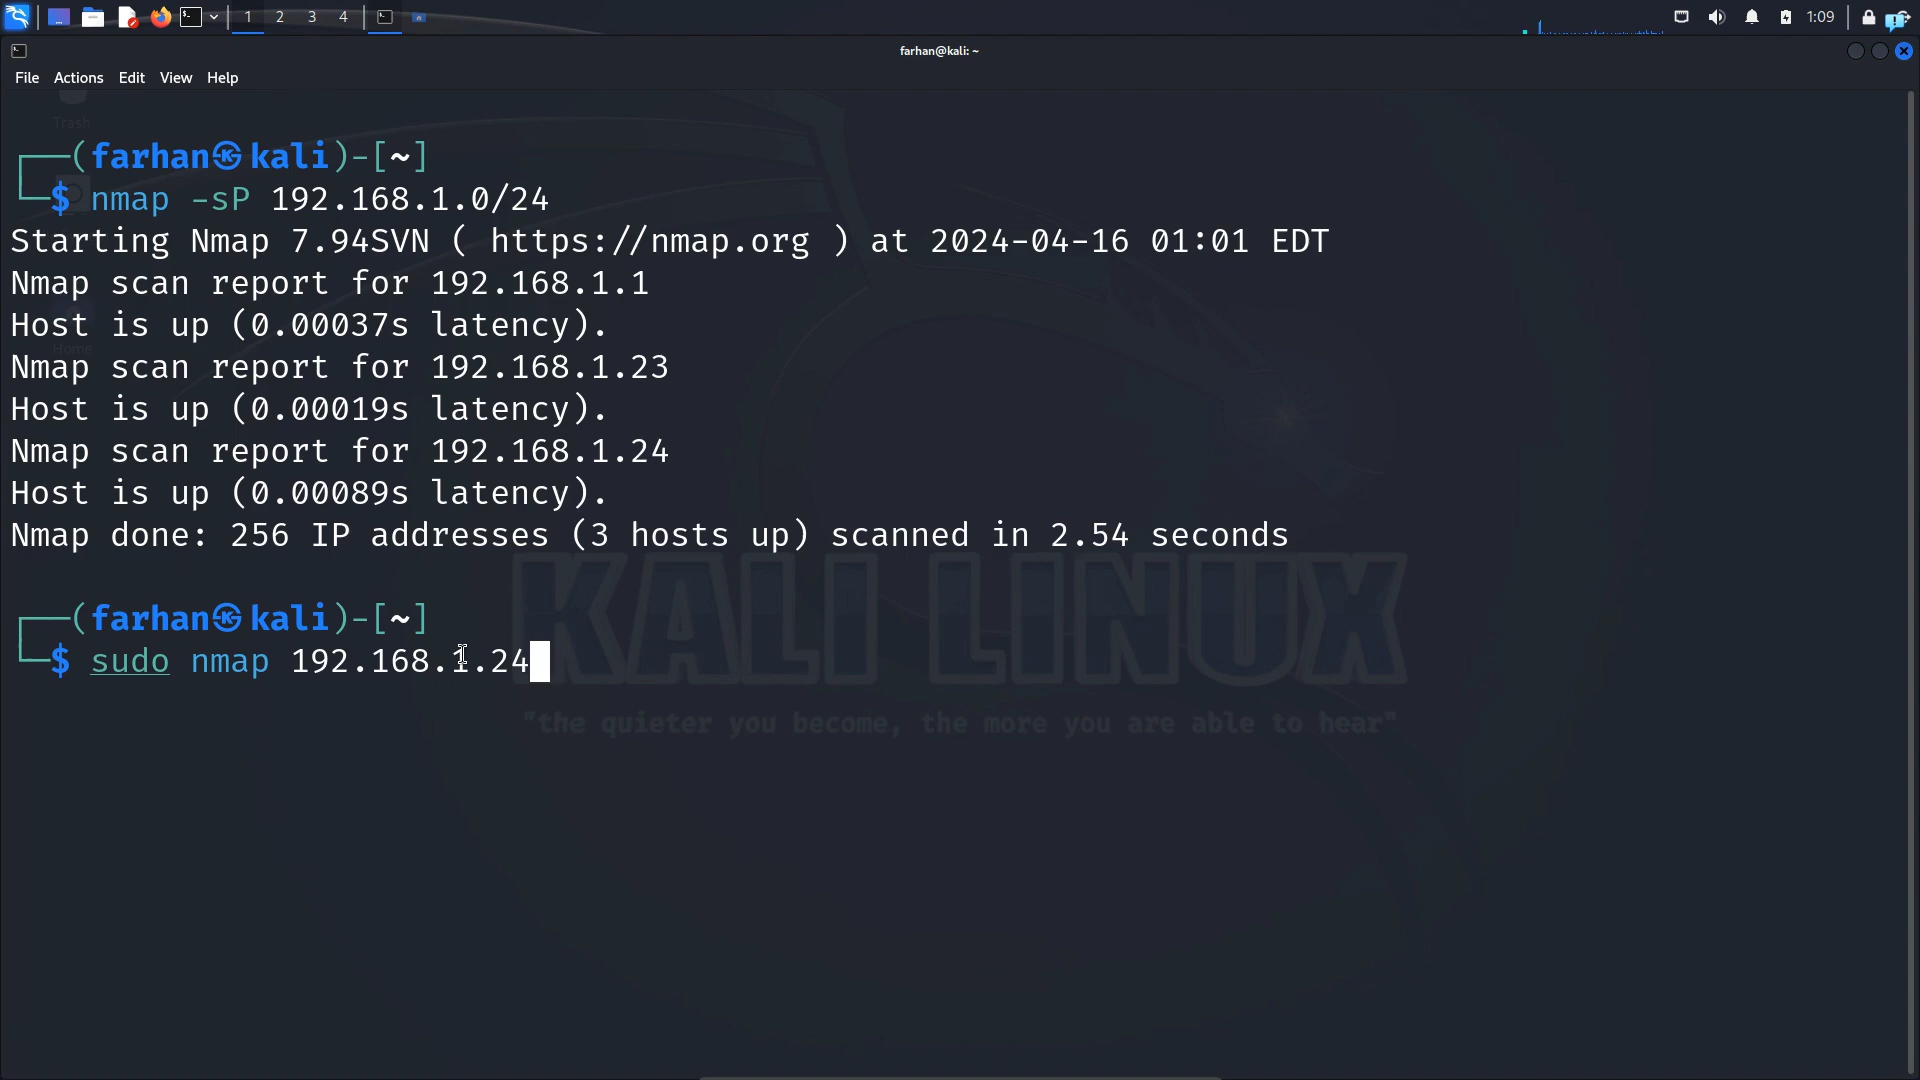 1 2 3 4 1:09
farhan@kali: ~
File Actions Edit View Help
Trash
┌──(farhan㉿kali)-[~]
└─$ nmap -sP 192.168.1.0/24
Starting Nmap 7.94SVN ( https://nmap.org ) at 2024-04-16 01:01 EDT
Nmap scan report for 192.168.1.1
Host is up (0.00037s latency).
Home
Nmap scan report for 192.168.1.23
Host is up (0.00019s latency).
Nmap scan report for 192.168.1.24
Host is up (0.00089s latency).
Nmap done: 256 IP addresses (3 hosts up) scanned in 2.54 seconds
┌──(farhan㉿kali)-[~]
└─$ sudo nmap 192.168.1.24
KALI LINUX
"the quieter you become, the more you are able to hear"